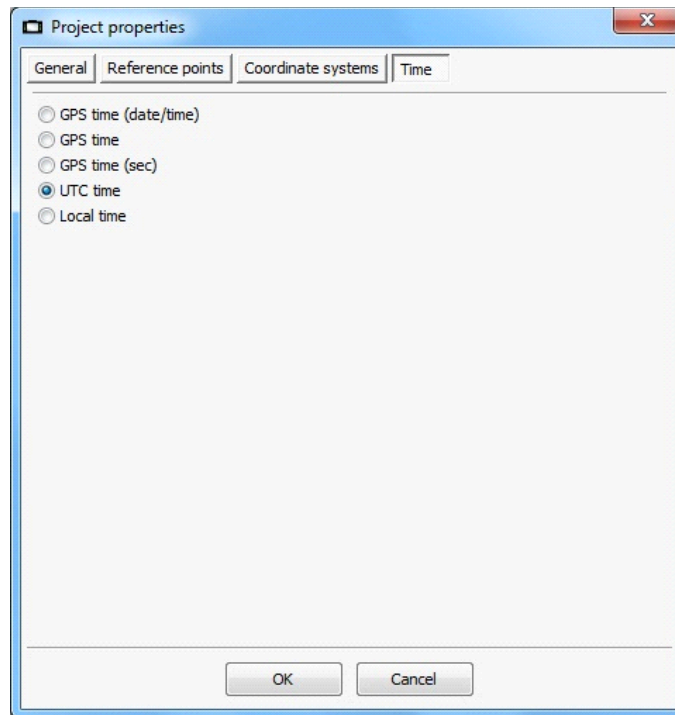 Project properties
General Reference points Coordinate systems Time
GPS time (date/time)
GPS time
GPS time (sec)
UTC time
Local time
OK Cancel